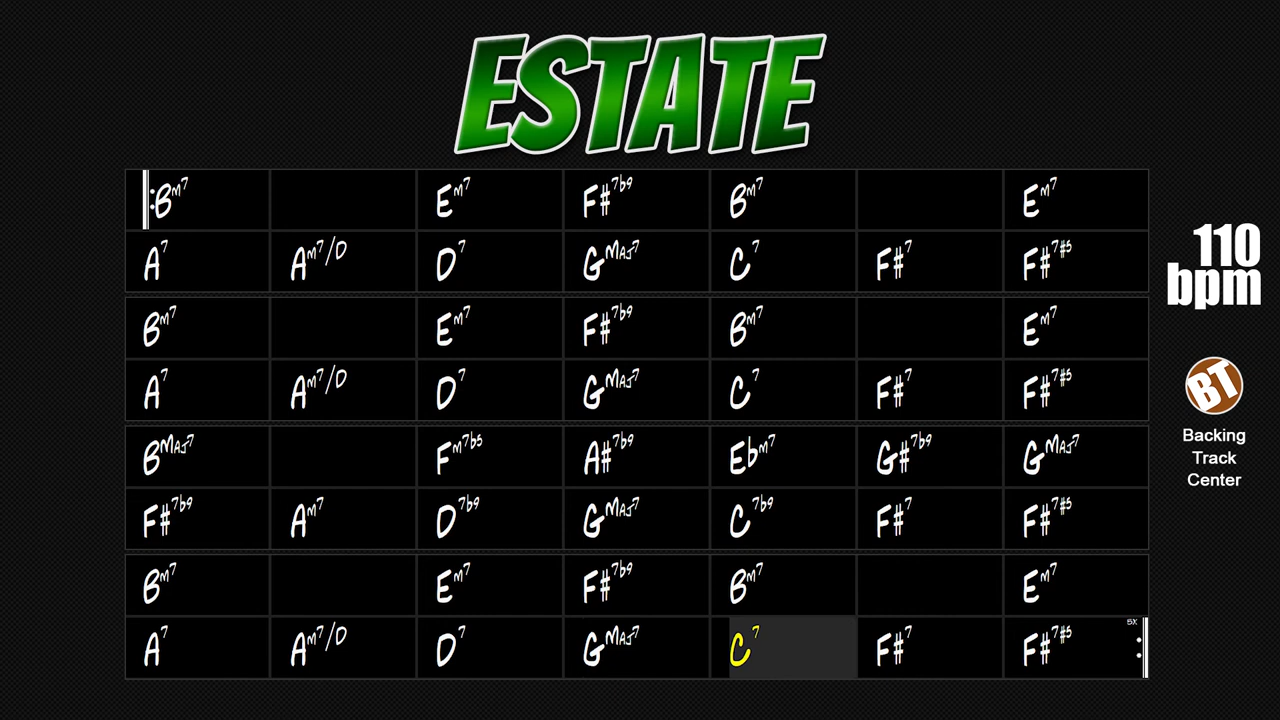 ESTATE
Bm7 Em7 F#7b9 Bm7 Em7
A7 Am7/D D7 GMaj7 C7 F#7 F#7#5
Bm7 Em7 F#7b9 Bm7 Em7
A7 Am7/D D7 GMaj7 C7 F#7 F#7#5
BMaj7 Fm7b5 A#7b9 Ebm7 G#7b9 GMaj7
F#7b9 Am7 D7b9 GMaj7 C7b9 F#7 F#7#5
Bm7 Em7 F#7b9 Bm7 Em7
A7 Am7/D D7 GMaj7 C7 F#7 F#7#5 5X
110
bpm
BT
Backing
Track
Center